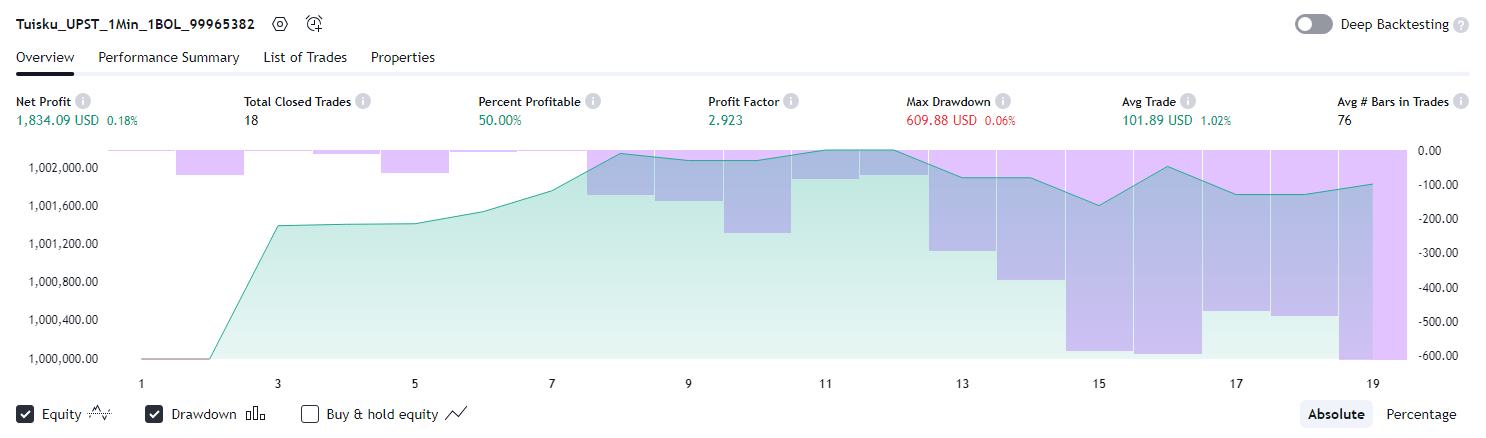 Tuisku_UPST_1Min_1BOL_99965382
Deep Backtesting ?
Overview Performance Summary List of Trades Properties
Net Profit Total Closed Trades Percent Profitable Profit Factor Max Drawdown Avg Trade Avg # Bars in Trades
1,834.09 USD 0.18% 18 50.00% 2.923 609.88 USD 0.06% 101.89 USD 1.02% 76
1,002,000.00
1,001,600.00
1,001,200.00
1,000,800.00
1,000,400.00
1,000,000.00
0.00
-100.00
-200.00
-300.00
-400.00
-500.00
-600.00
1 3 5 7 9 11 13 15 17 19
Equity Drawdown Buy & hold equity Absolute Percentage